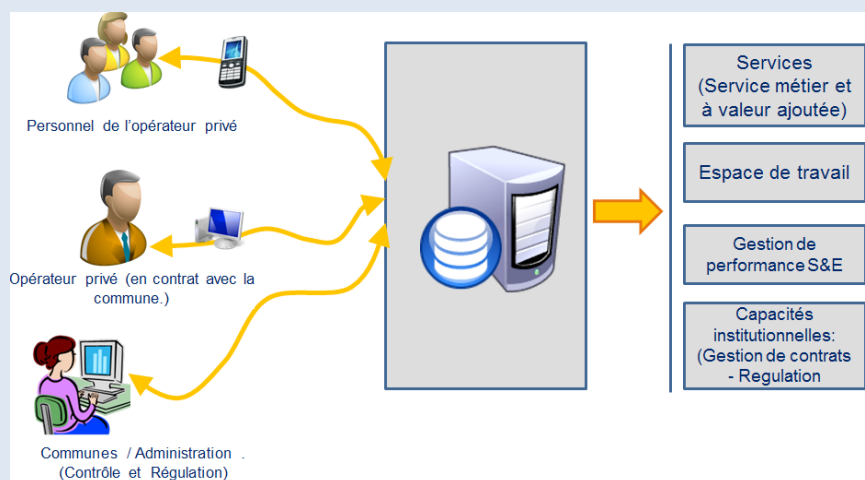 Personnel de l'opérateur privé
Opérateur privé (en contrat avec la
commune.)
Communes / Administration .
(Contrôle et Régulation)
Services
(Service métier et
à valeur ajoutée)
Espace de travail
Gestion de
performance S&E
Capacités
institutionnelles:
(Gestion de contrats
- Regulation